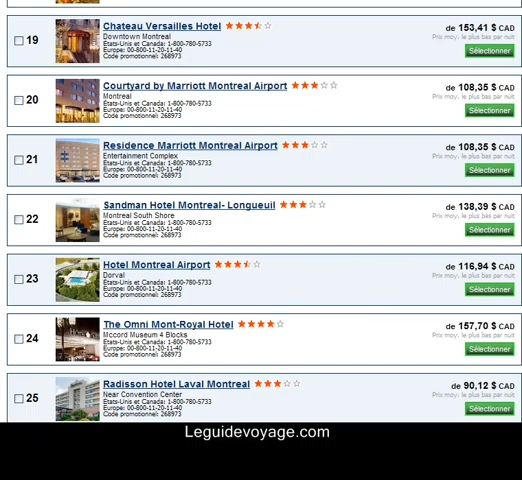 19
Chateau Versailles Hotel
Downtown Montreal
États-Unis et Canada: 1-800-780-5733
Europe: 00-800-11-20-11-40
Code promotionnel: 268973
de 153,41 $ CAD
Prix moy. le plus bas par nuit
Sélectionner
20
Courtyard by Marriott Montreal Airport
Montreal
États-Unis et Canada: 1-800-780-5733
Europe: 00-800-11-20-11-40
Code promotionnel: 268973
de 108,35 $ CAD
Prix moy. le plus bas par nuit
Sélectionner
21
Residence Marriott Montreal Airport
Entertainment Complex
États-Unis et Canada: 1-800-780-5733
Europe: 00-800-11-20-11-40
Code promotionnel: 268973
de 108,35 $ CAD
Prix moy. le plus bas par nuit
Sélectionner
22
Sandman Hotel Montreal- Longueuil
Montreal South Shore
États-Unis et Canada: 1-800-780-5733
Europe: 00-800-11-20-11-40
Code promotionnel: 268973
de 138,39 $ CAD
Prix moy. le plus bas par nuit
Sélectionner
23
Hotel Montreal Airport
Dorval
États-Unis et Canada: 1-800-780-5733
Europe: 00-800-11-20-11-40
Code promotionnel: 268973
de 116,94 $ CAD
Prix moy. le plus bas par nuit
Sélectionner
24
The Omni Mont-Royal Hotel
Mccord Museum 4 Blocks
États-Unis et Canada: 1-800-780-5733
Europe: 00-800-11-20-11-40
Code promotionnel: 268973
de 157,70 $ CAD
Prix moy. le plus bas par nuit
Sélectionner
25
Radisson Hotel Laval Montreal
Near Convention Center
États-Unis et Canada: 1-800-780-5733
Europe: 00-800-11-20-11-40
Code promotionnel: 268973
de 90,12 $ CAD
Prix moy. le plus bas par nuit
Sélectionner
Leguidevoyage.com